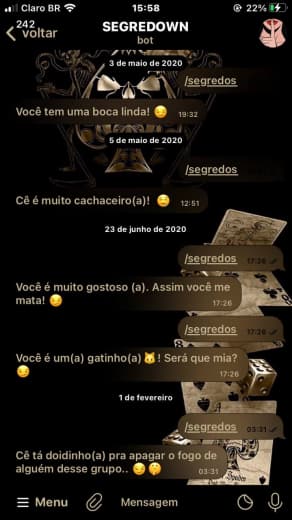 Claro BR 15:58 22%
242
voltar
SEGREDOWN
bot
3 de maio de 2020
/segredos
Você tem uma boca linda! 😏 19:32
5 de maio de 2020
/segredos
Cê é muito cachaceiro(a)! 12:51
23 de junho de 2020
/segredos 17:26
Você é muito gostoso (a). Assim você me
mata! 😏 17:26
/segredos 17:26
Você é um(a) gatinho(a) 🐱! Será que mia?
😏 17:26
1 de fevereiro
/segredos 03:31
Cê tá doidinho(a) pra apagar o fogo de
alguém desse grupo.. 😏🤫 03:31
Menu Mensagem